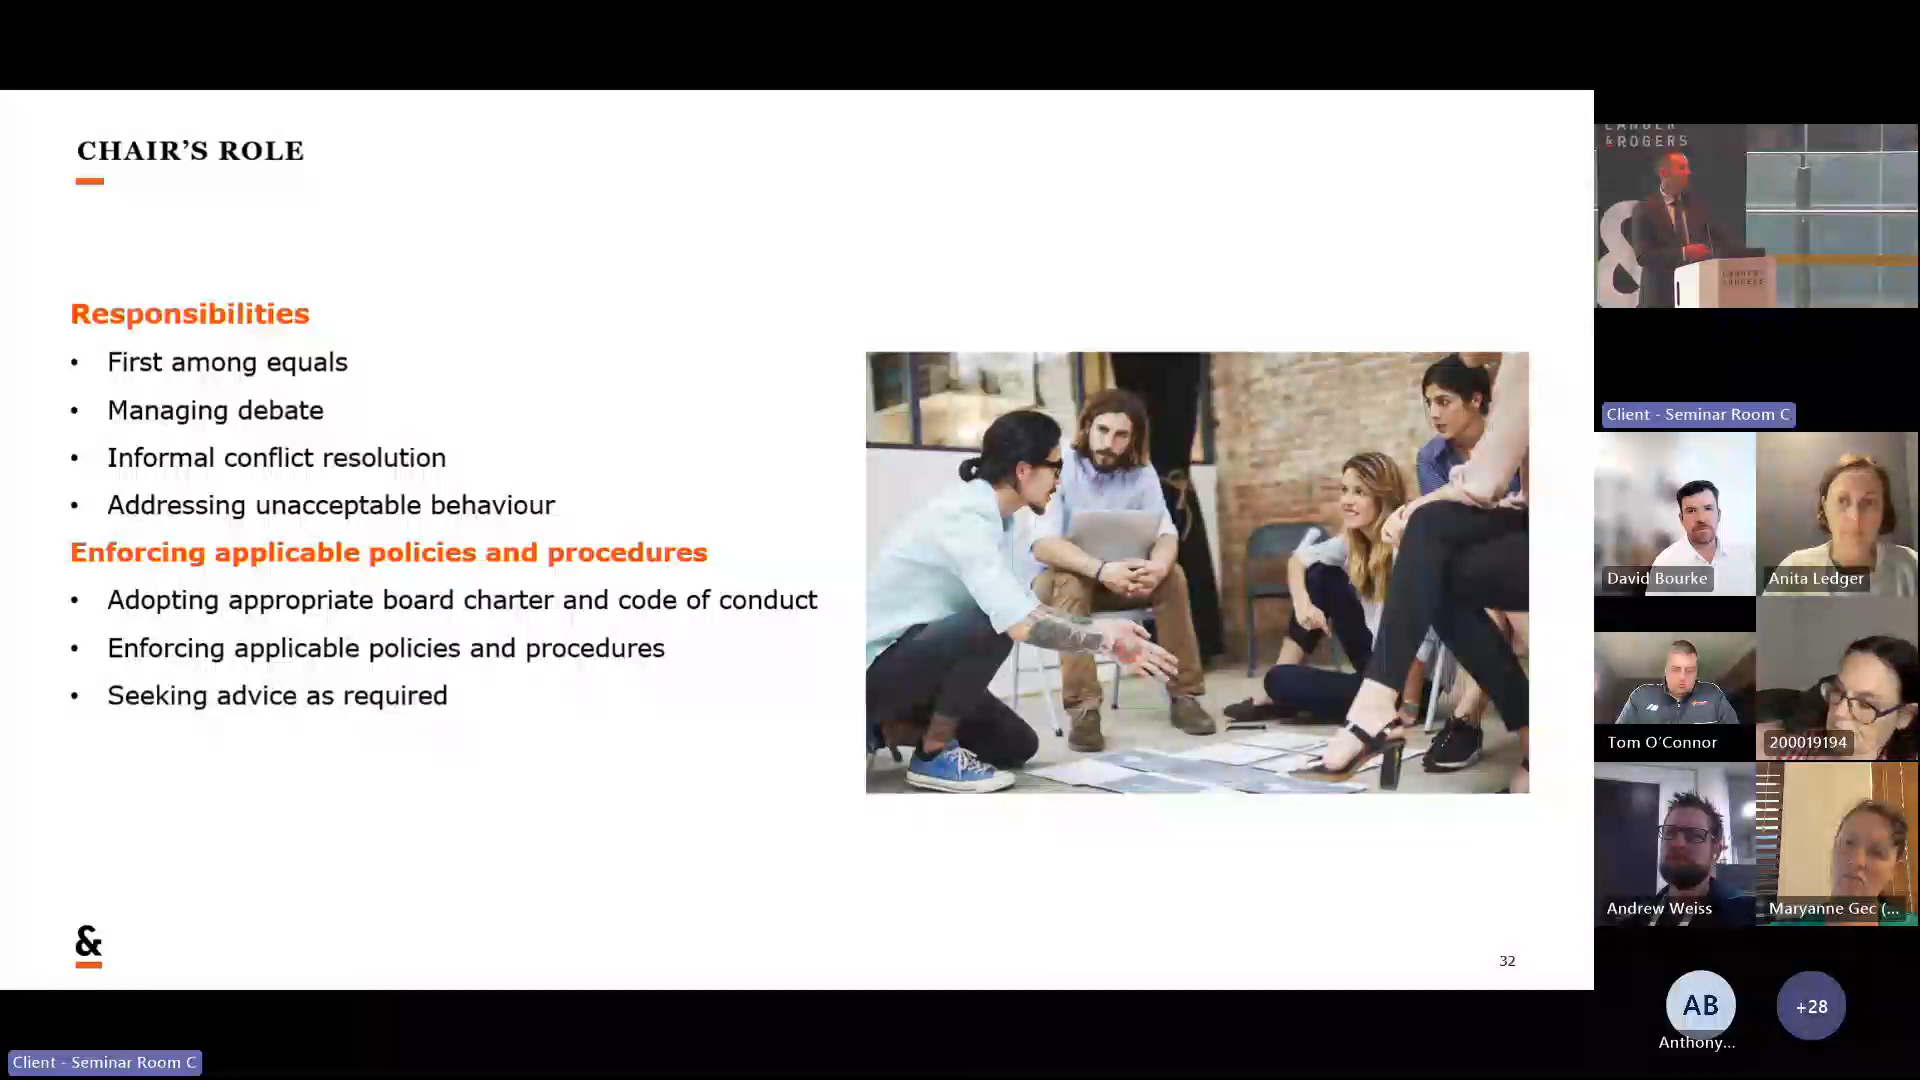 CHAIR'S ROLE
Responsibilities
• First among equals
• Managing debate
• Informal conflict resolution
• Addressing unacceptable behaviour
Enforcing applicable policies and procedures
• Adopting appropriate board charter and code of conduct
• Enforcing applicable policies and procedures
• Seeking advice as required
&
32
Client - Seminar Room C
LANDER
&ROGERS
&
LANDER
&ROGERS
Client - Seminar Room C
David Bourke
Anita Ledger
Tom O'Connor
200019194
Andrew Weiss
Maryanne Gec (...
AB
+28
Anthony...